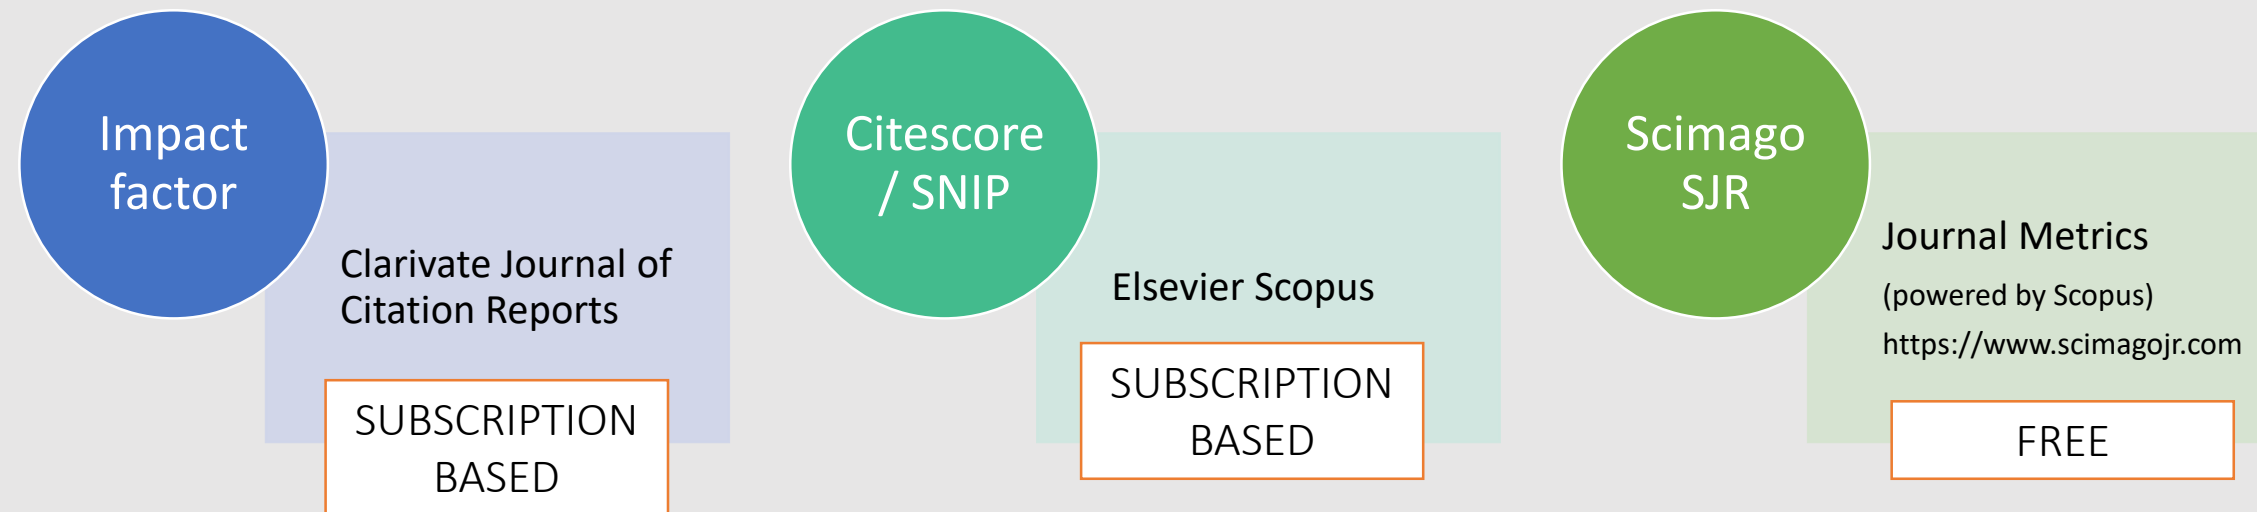 Impact
factor
Clarivate Journal of
Citation Reports
SUBSCRIPTION
BASED
Citescore
/ SNIP
Elsevier Scopus
SUBSCRIPTION
BASED
Scimago
SJR
Journal Metrics
(powered by Scopus)
https://www.scimagojr.com
FREE